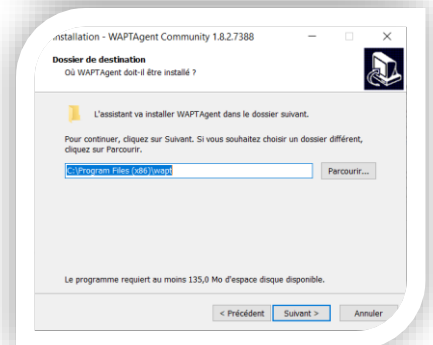 Installation - WAPTAgent Community 1.8.2.7388
Dossier de destination
Où WAPTAgent doit-il être installé ?
L'assistant va installer WAPTAgent dans le dossier suivant.
Pour continuer, cliquez sur Suivant. Si vous souhaitez choisir un dossier différent,
cliquez sur Parcourir.
C:\Program Files (x86)\wapt
Parcourir...
Le programme requiert au moins 135,0 Mo d'espace disque disponible.
< Précédent
Suivant >
Annuler